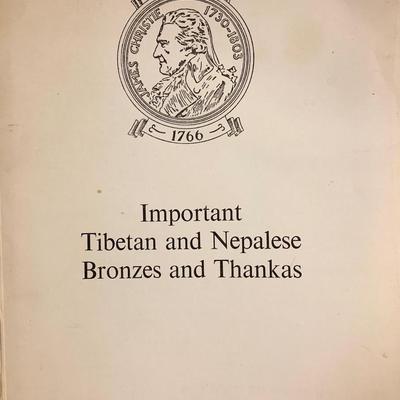 JAMES CHRISTIE 1730-1803
1766
Important
Tibetan and Nepalese
Bronzes and Thankas